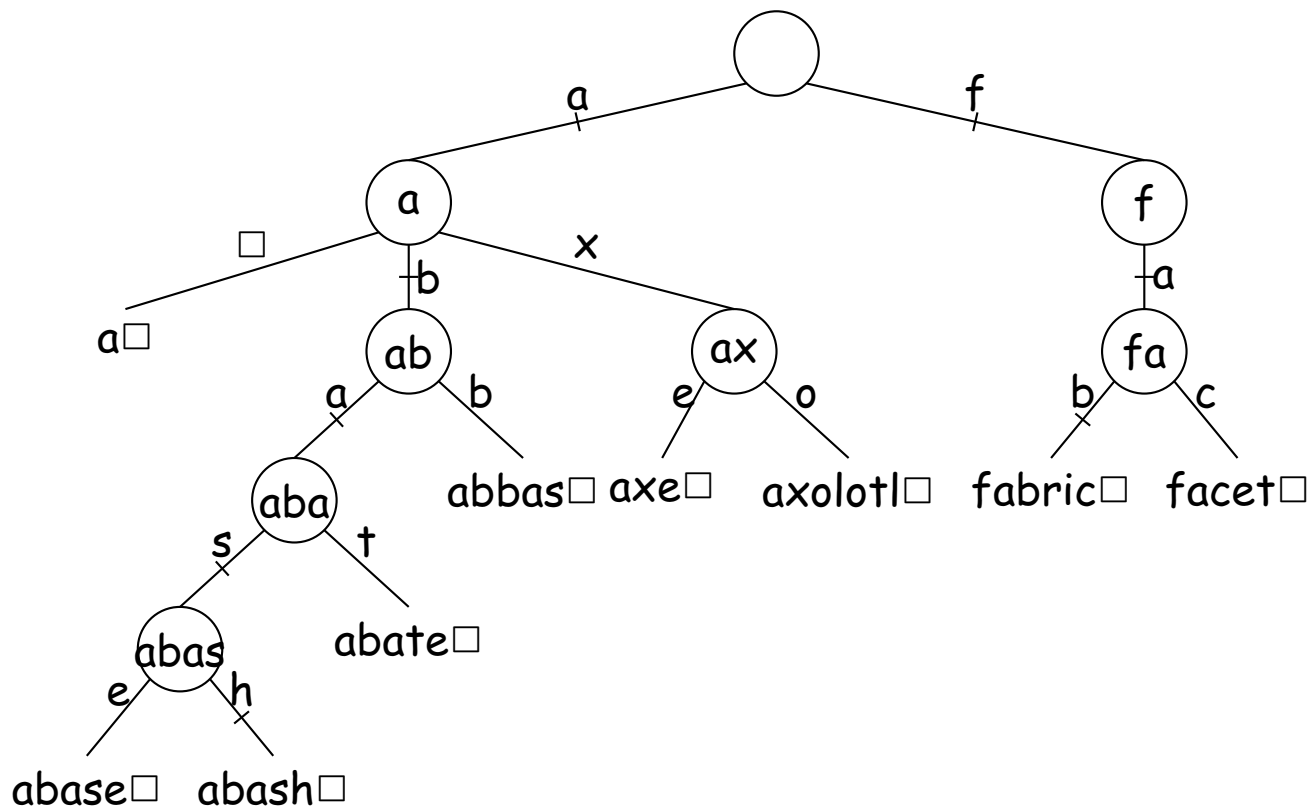 a f
a f
□ b x a
a□ ab ax fa
a b e o b c
aba abbas□ axe□ axolotl□ fabric□ facet□
s t
abas abate□
e h
abase□ abash□